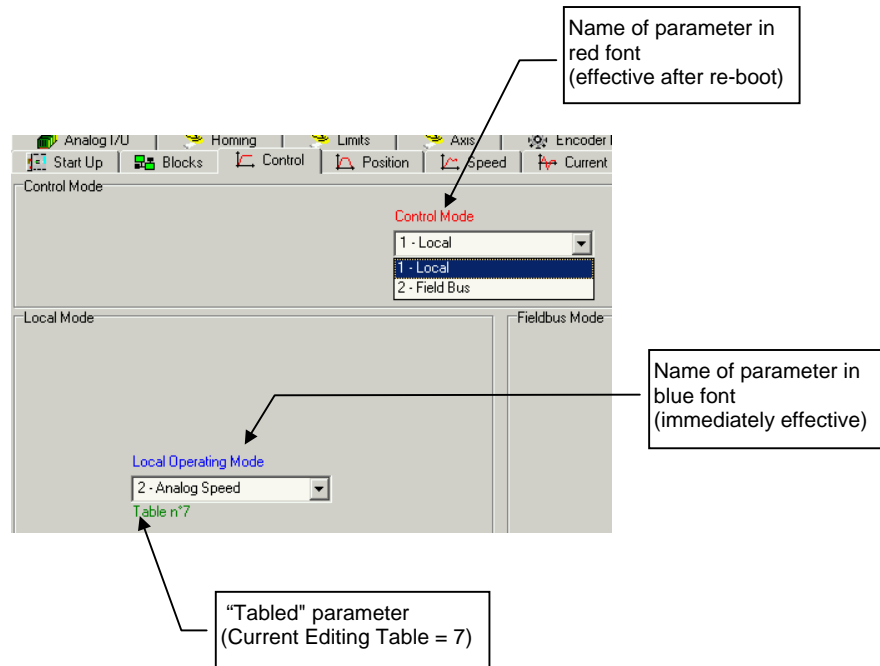 Name of parameter in
red font
(effective after re-boot)
Analog I/O Homing Limits Axis Encoder
Start Up Blocks Control Position Speed Current
Control Mode
Control Mode
1 - Local
1 - Local
2 - Field Bus
Local Mode
Fieldbus Mode
Name of parameter in
blue font
(immediately effective)
Local Operating Mode
2 - Analog Speed
Table n°7
“Tabled" parameter
(Current Editing Table = 7)